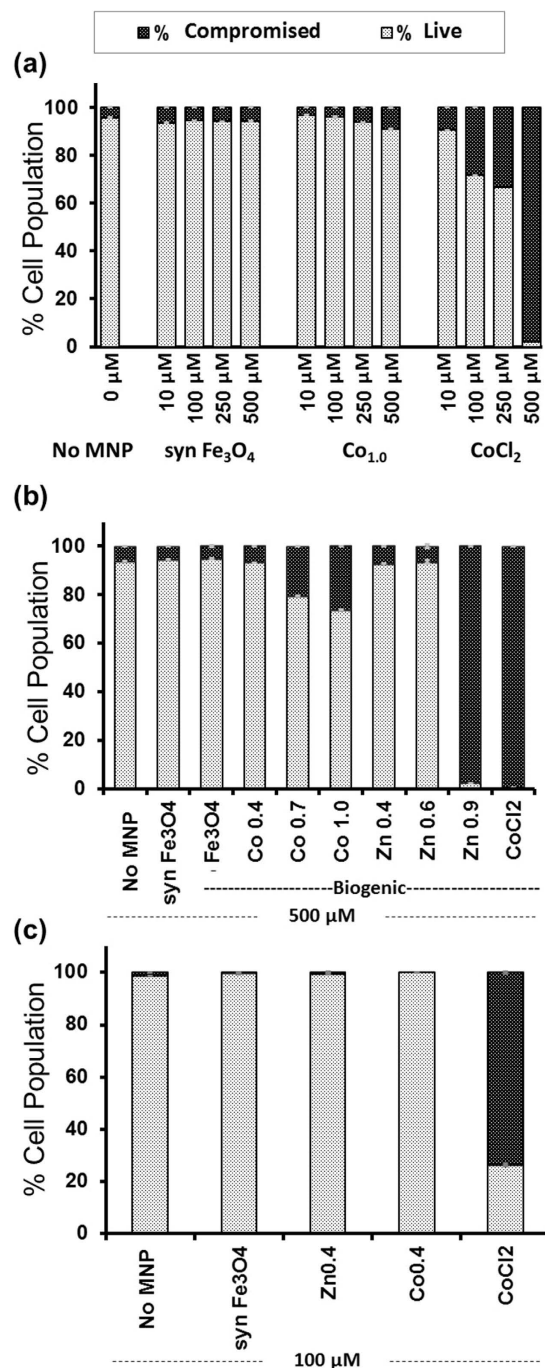 % Compromised % Live
(a)
% Cell Population
100
80
60
40
20
0
0 µM 10 µM 100 µM 250 µM 500 µM 10 µM 100 µM 250 µM 500 µM 10 µM 100 µM 250 µM 500 µM
No MNP syn Fe₃O₄ Co₁.₀ CoCl₂
(b)
% Cell Population
100
80
60
40
20
0
No MNP syn Fe3O4 Fe3O4 Co 0.4 Co 0.7 Co 1.0 Zn 0.4 Zn 0.6 Zn 0.9 CoCl2
Biogenic
500 µM
(c)
% Cell Population
100
80
60
40
20
0
No MNP syn Fe3O4 Zn0.4 Co0.4 CoCl2
100 µM